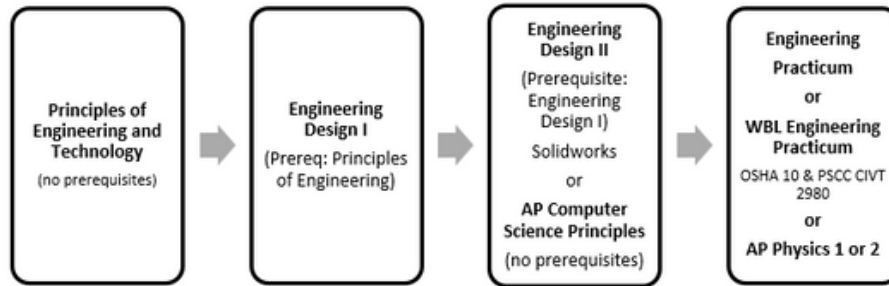 Principles of
Engineering and
Technology
(no prerequisites)
Engineering
Design I
(Prereq: Principles
of Engineering)
Engineering
Design II
(Prerequisite:
Engineering
Design I)
Solidworks
or
AP Computer
Science Principles
(no prerequisites)
Engineering
Practicum
or
WBL Engineering
Practicum
OSHA 10 & PSCC CIVT
2980
or
AP Physics 1 or 2